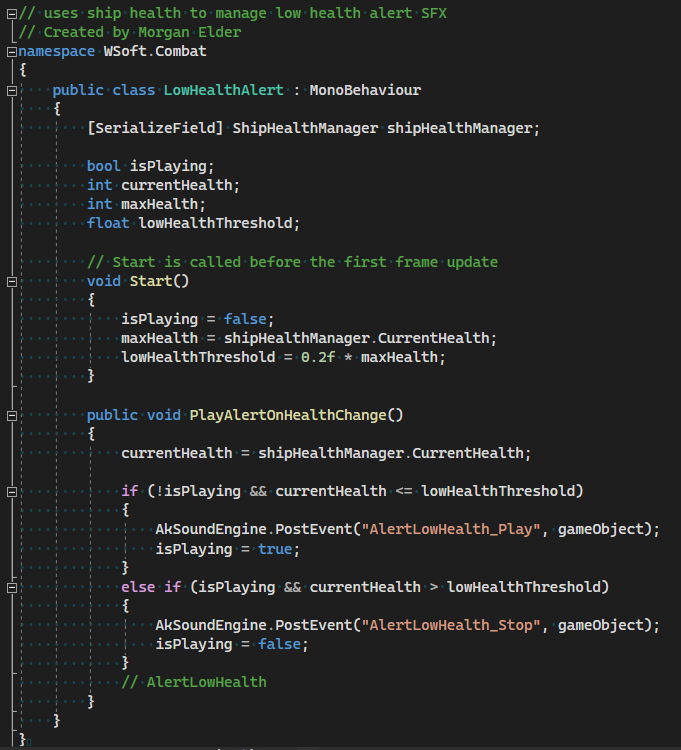 // uses ship health to manage low health alert SFX
// Created by Morgan Elder
namespace WSoft.Combat
{
    public class LowHealthAlert : MonoBehaviour
    {
        [SerializeField] ShipHealthManager shipHealthManager;

        bool isPlaying;
        int currentHealth;
        int maxHealth;
        float lowHealthThreshold;

        // Start is called before the first frame update
        void Start()
        {
            isPlaying = false;
            maxHealth = shipHealthManager.CurrentHealth;
            lowHealthThreshold = 0.2f * maxHealth;
        }

        public void PlayAlertOnHealthChange()
        {
            currentHealth = shipHealthManager.CurrentHealth;

            if (!isPlaying && currentHealth <= lowHealthThreshold)
            {
                AkSoundEngine.PostEvent("AlertLowHealth_Play", gameObject);
                isPlaying = true;
            }
            else if (isPlaying && currentHealth > lowHealthThreshold)
            {
                AkSoundEngine.PostEvent("AlertLowHealth_Stop", gameObject);
                isPlaying = false;
            }
            // AlertLowHealth
        }
    }
}